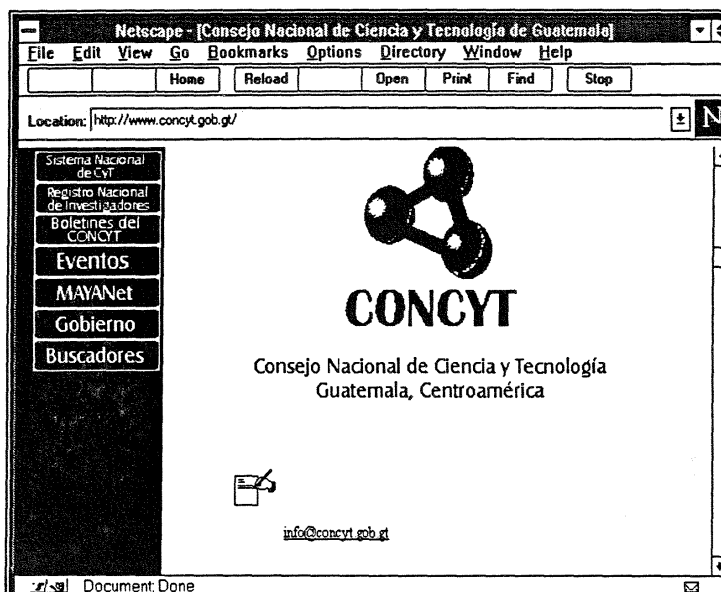 Netscape - [Consejo Nacional de Ciencia y Tecnología de Guatemala]
File Edit View Go Bookmarks Options Directory Window Help
Home Reload Open Print Find Stop
Location: http://www.concyt.gob.gt/
N
Sistema Nacional
de CyT
Registro Nacional
de Investigadores
Boletines del
CONCYT
Eventos
MAYANet
Gobierno
Buscadores
CONCYT
Consejo Nacional de Ciencia y Tecnología
Guatemala, Centroamérica
info@concyt.gob.gt
Document: Done